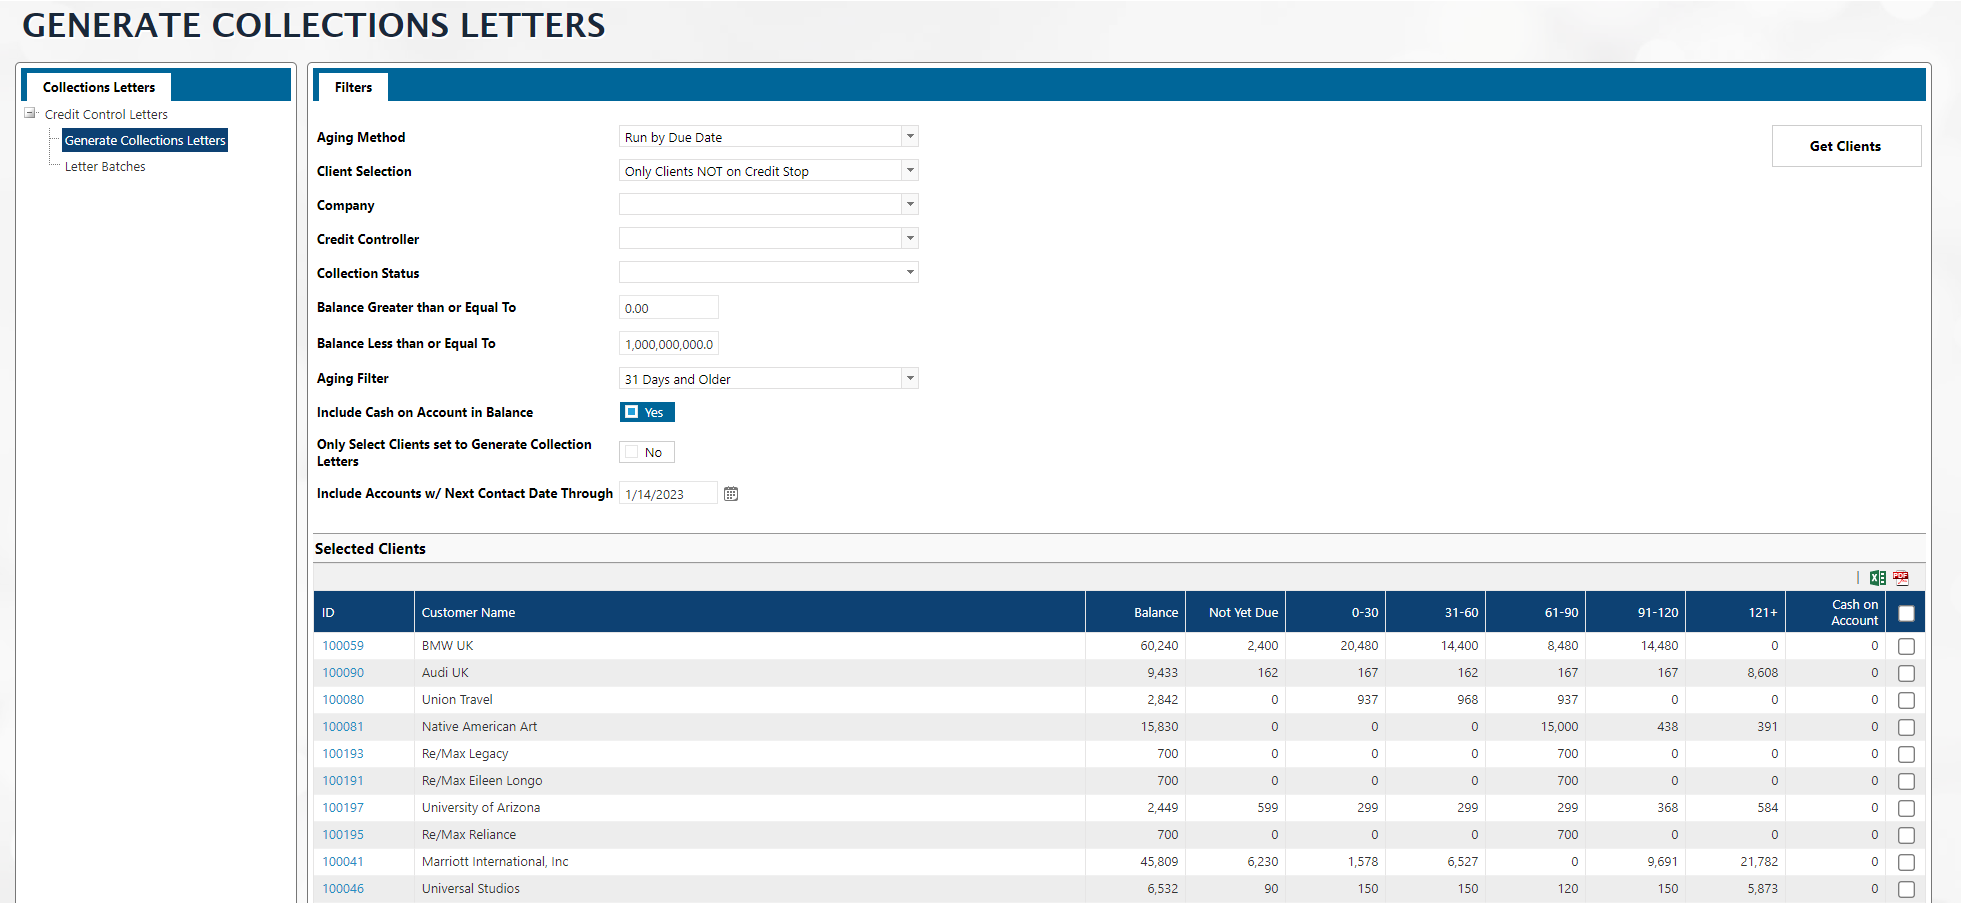 GENERATE COLLECTIONS LETTERS
Collections Letters
Credit Control Letters
Generate Collections Letters
Letter Batches
Filters
Aging Method Run by Due Date
Get Clients
Client Selection Only Clients NOT on Credit Stop
Company
Credit Controller
Collection Status
Balance Greater than or Equal To 0.00
Balance Less than or Equal To 1,000,000,000.0
Aging Filter 31 Days and Older
Include Cash on Account in Balance Yes
Only Select Clients set to Generate Collection
Letters No
Include Accounts w/ Next Contact Date Through 1/14/2023
Selected Clients
PDF
ID Customer Name Balance Not Yet Due 0-30 31-60 61-90 91-120 121+ Cash on
Account
100059 BMW UK 60,240 2,400 20,480 14,400 8,480 14,480 0 0
100090 Audi UK 9,433 162 167 162 167 167 8,608 0
100080 Union Travel 2,842 0 937 968 937 0 0 0
100081 Native American Art 15,830 0 0 0 15,000 438 391 0
100193 Re/Max Legacy 700 0 0 0 700 0 0 0
100191 Re/Max Eileen Longo 700 0 0 0 700 0 0 0
100197 University of Arizona 2,449 599 299 299 299 368 584 0
100195 Re/Max Reliance 700 0 0 0 700 0 0 0
100041 Marriott International, Inc 45,809 6,230 1,578 6,527 0 9,691 21,782 0
100046 Universal Studios 6,532 90 150 150 120 150 5,873 0